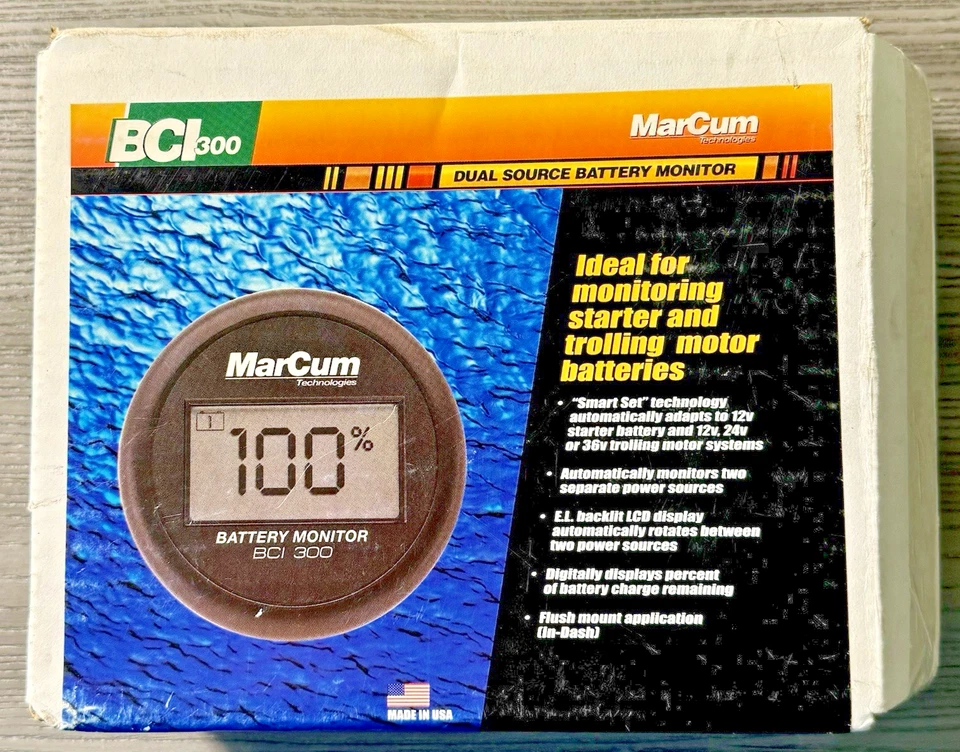 BCI300
MarCum
Technologies
DUAL SOURCE BATTERY MONITOR
Ideal for
monitoring
starter and
trolling motor
batteries
• "Smart Set" technology
automatically adapts to 12v
starter battery and 12v, 24v
or 36v trolling motor systems
• Automatically monitors two
separate power sources
• E.L. backlit LCD display
automatically rotates between
two power sources
• Digitally displays percent
of battery charge remaining
• Flush mount application
(In-Dash)
MarCum
Technologies
1
100%
BATTERY MONITOR
BCI 300
MADE IN USA